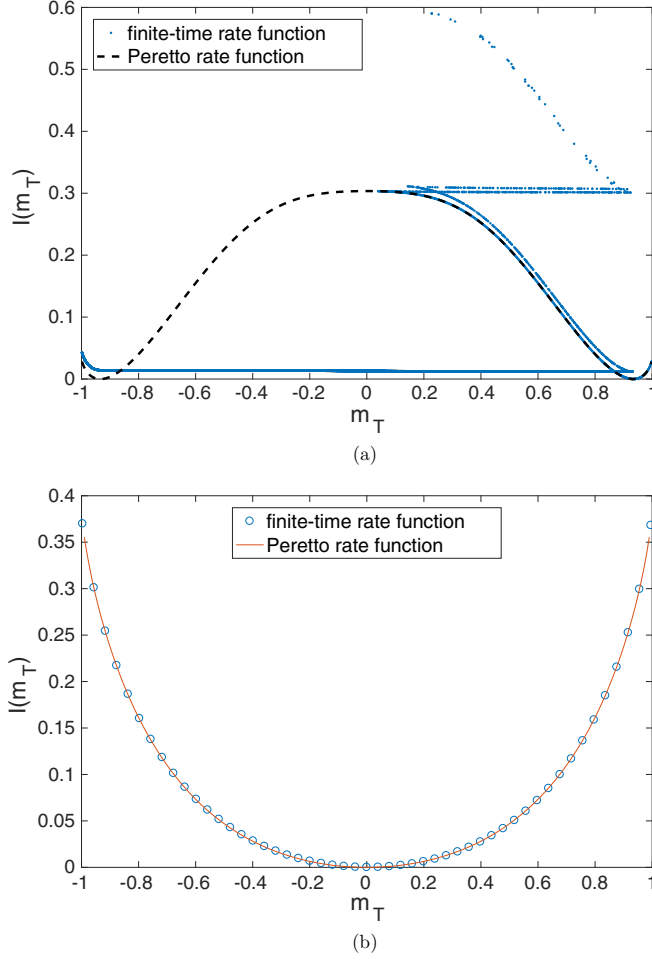 0.6
0.5
0.4
0.3
0.2
0.1
0
I(m_T)
finite-time rate function
Peretto rate function
-1 -0.8 -0.6 -0.4 -0.2 0 0.2 0.4 0.6 0.8 1
m_T
(a)
0.4
0.35
0.3
0.25
0.2
0.15
0.1
0.05
0
I(m_T)
finite-time rate function
Peretto rate function
-1 -0.8 -0.6 -0.4 -0.2 0 0.2 0.4 0.6 0.8 1
m_T
(b)